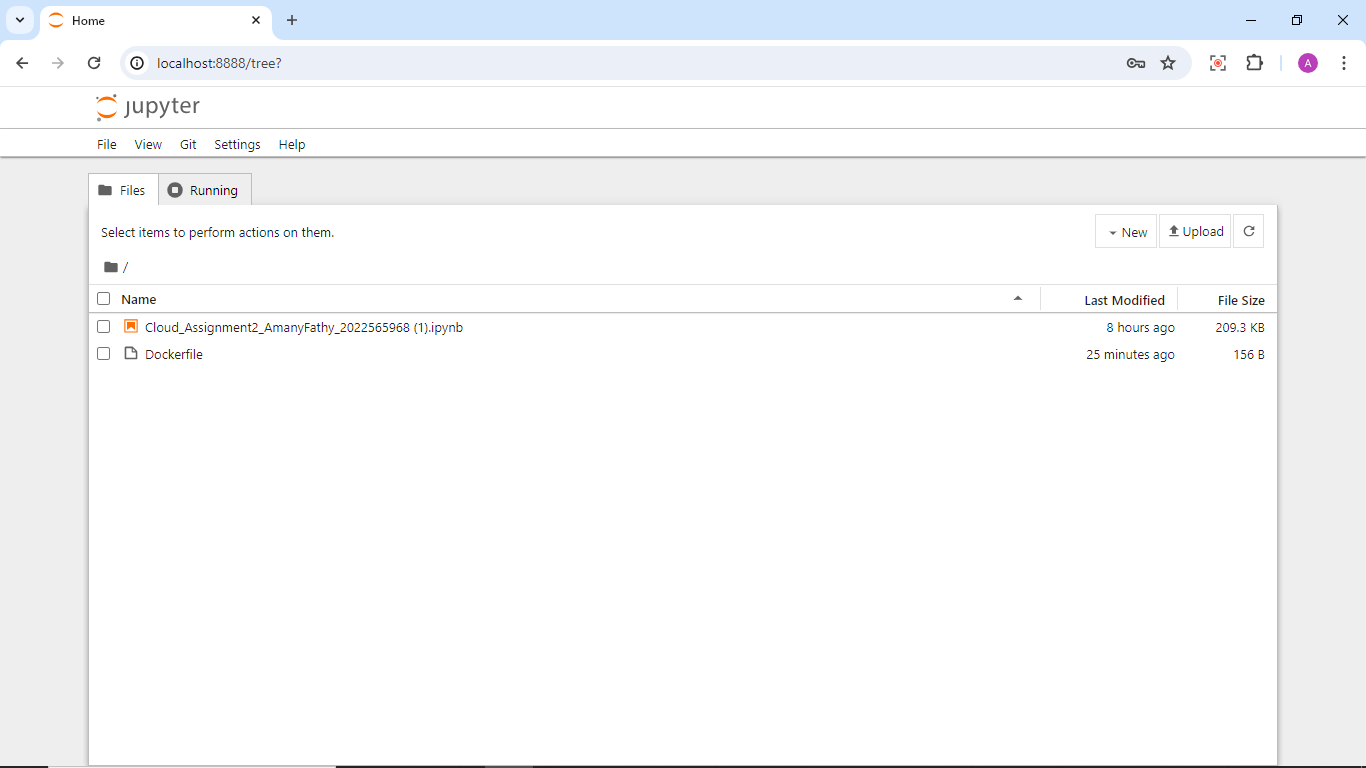 Home
localhost:8888/tree?
A
jupyter
File View Git Settings Help
Files Running
Select items to perform actions on them.
New Upload
/
Name Last Modified File Size
Cloud_Assignment2_AmanyFathy_2022565968 (1).ipynb 8 hours ago 209.3 KB
Dockerfile 25 minutes ago 156 B